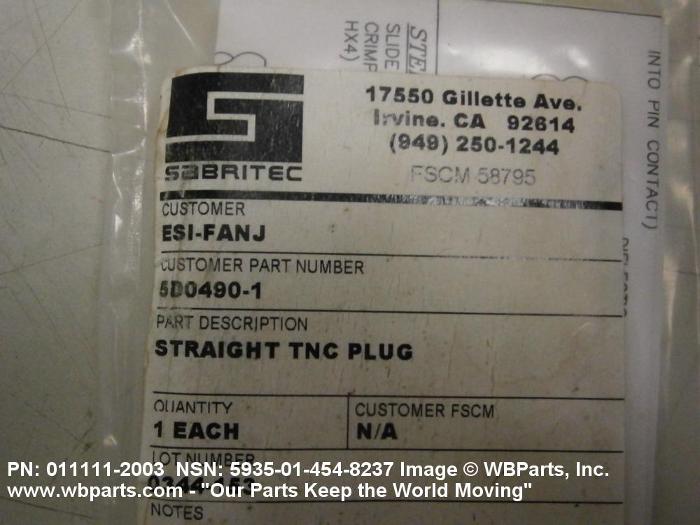 STE
SLIDE
CRIMP
HX4)
INTO PIN CONTACT)
SABRITEC
17550 Gillette Ave.
Irvine. CA 92614
(949) 250-1244
FSCM 58795
CUSTOMER
ESI-FANJ
CUSTOMER PART NUMBER
5D0490-1
PART DESCRIPTION
STRAIGHT TNC PLUG
QUANTITY
1 EACH
CUSTOMER FSCM
N/A
LOT NUMBER
NOTES
PN: 011111-2003 NSN: 5935-01-454-8237 Image © WBParts, Inc.
www.wbparts.com - "Our Parts Keep the World Moving"